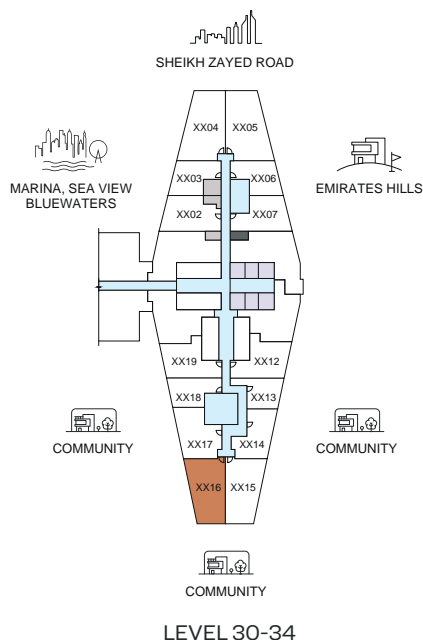 SHEIKH ZAYED ROAD
XX04 XX05
MARINA, SEA VIEW
BLUEWATERS
EMIRATES HILLS
XX03 XX06
XX02 XX07
XX19 XX12
XX18 XX13
COMMUNITY
COMMUNITY
XX17 XX14
XX16 XX15
COMMUNITY
LEVEL 30-34